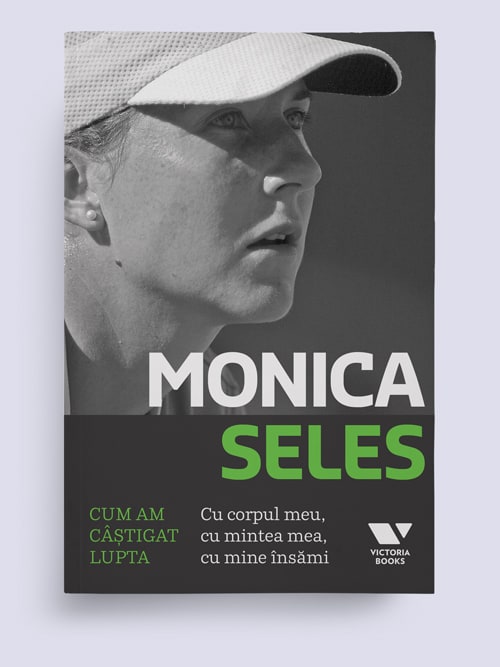 MONICA
SELES
CUM AM
CÂȘTIGAT
LUPTA
Cu corpul meu,
cu mintea mea,
cu mine însămi
VICTORIA
BOOKS